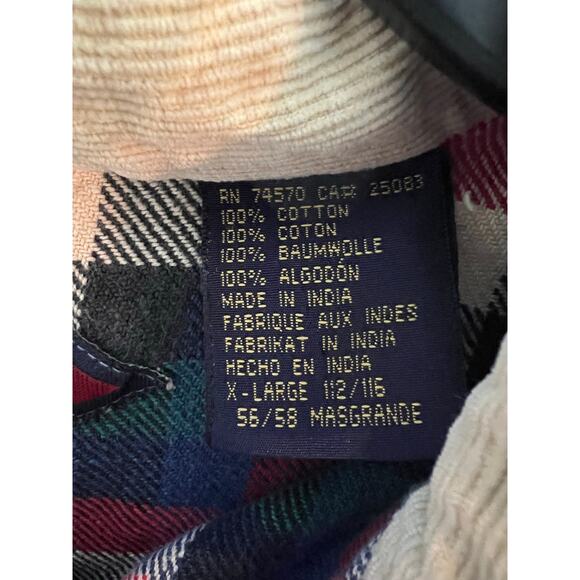 RN 74570 CA# 25083
100% COTTON
100% COTON
100% BAUMWOLLE
100% ALGODÓN
MADE IN INDIA
FABRIQUE AUX INDES
FABRIKAT IN INDIA
HECHO EN INDIA
X-LARGE 112/116
56/58 MASGRANDE